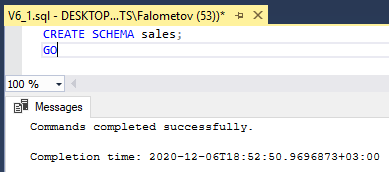 V6_1.sql - DESKTOP...TS\Falometov (53))*
CREATE SCHEMA sales;
GO
100 %
Messages
Commands completed successfully.
Completion time: 2020-12-06T18:52:50.9696873+03:00